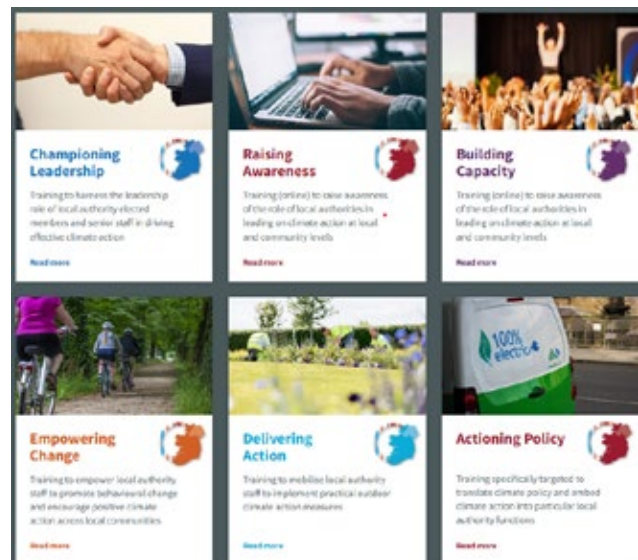 Championing
Leadership
Training to harness the leadership
role of local authority elected
members and senior staff in driving
effective climate action
Read more
Raising
Awareness
Training (online) to raise awareness
of the role of local authorities in
leading on climate action at local
and community levels
Read more
Building
Capacity
Training (online) to raise awareness
of the role of local authorities in
leading on climate action at local
and community levels
Read more
100%
electric
Empowering
Change
Training to empower local authority
staff to promote behavioural change
and encourage positive climate
action across local communities
Read more
Delivering
Action
Training to mobilise local authority
staff to implement practical outdoor
climate action measures
Read more
Actioning Policy
Training specifically targeted to
translate climate policy and embed
climate action into particular local
authority functions
Read more